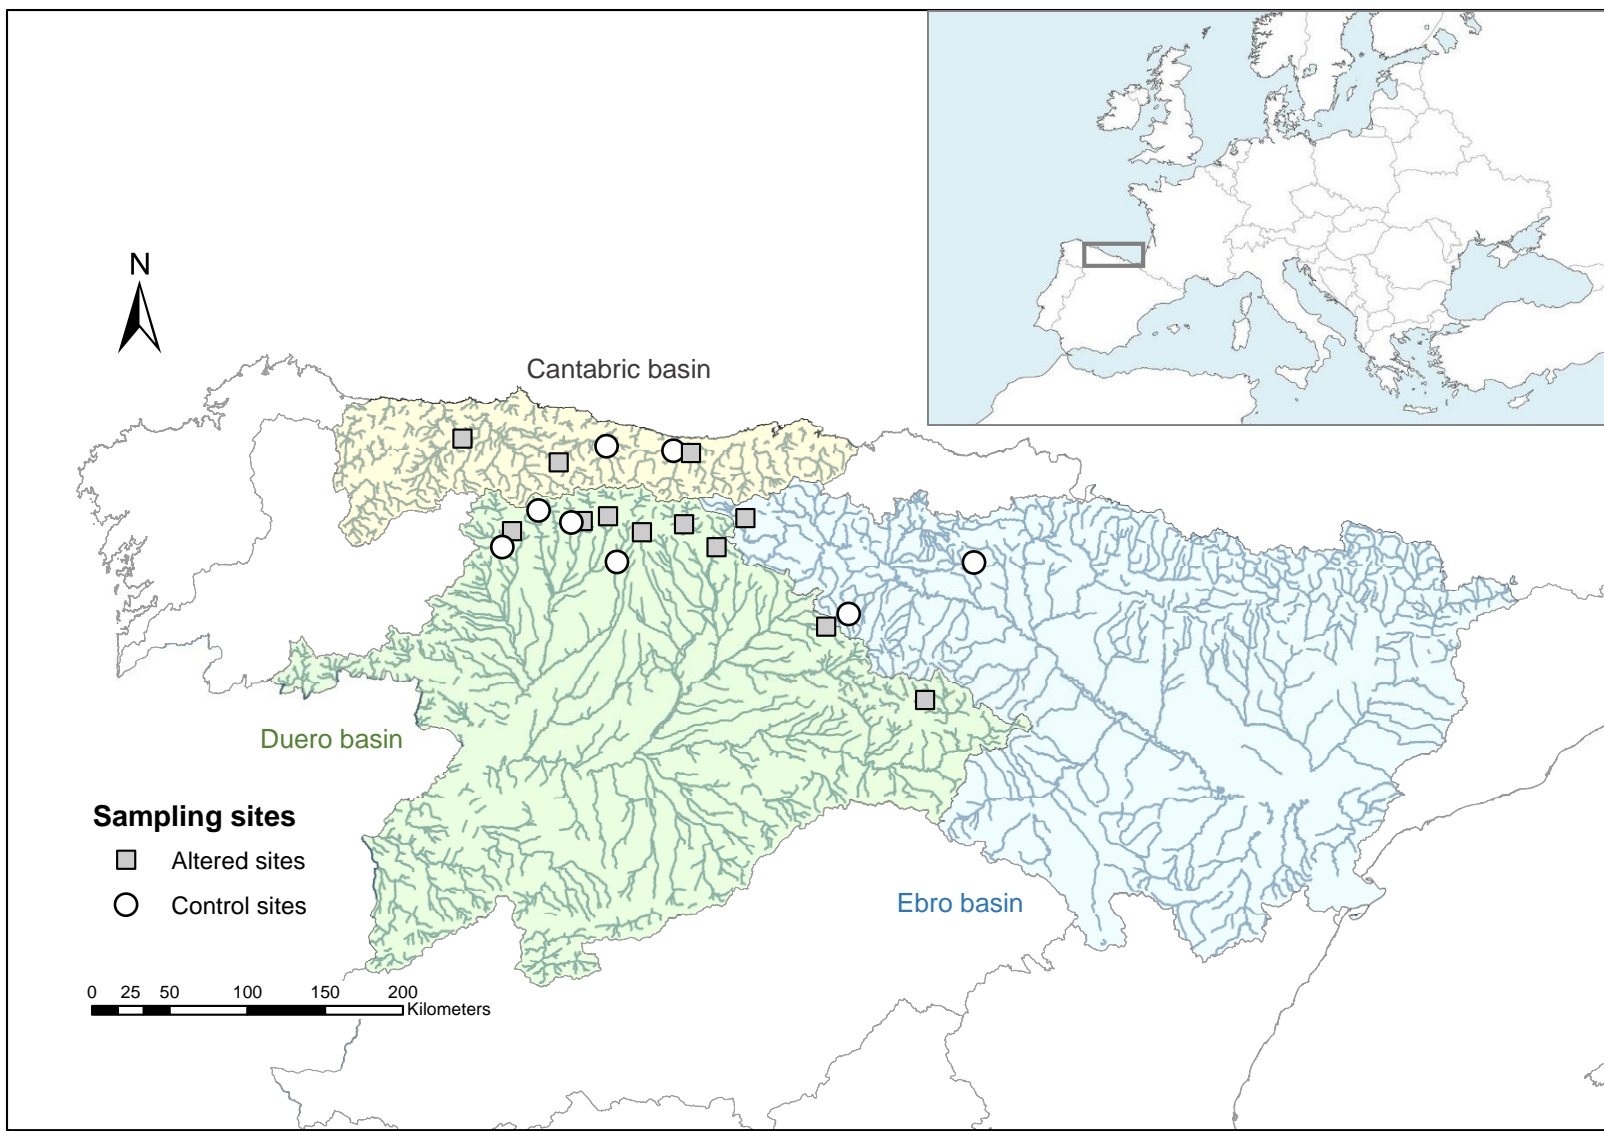 N
Cantabric basin
Duero basin
Sampling sites
Altered sites
Control sites
Ebro basin
0 25 50 100 150 200
Kilometers